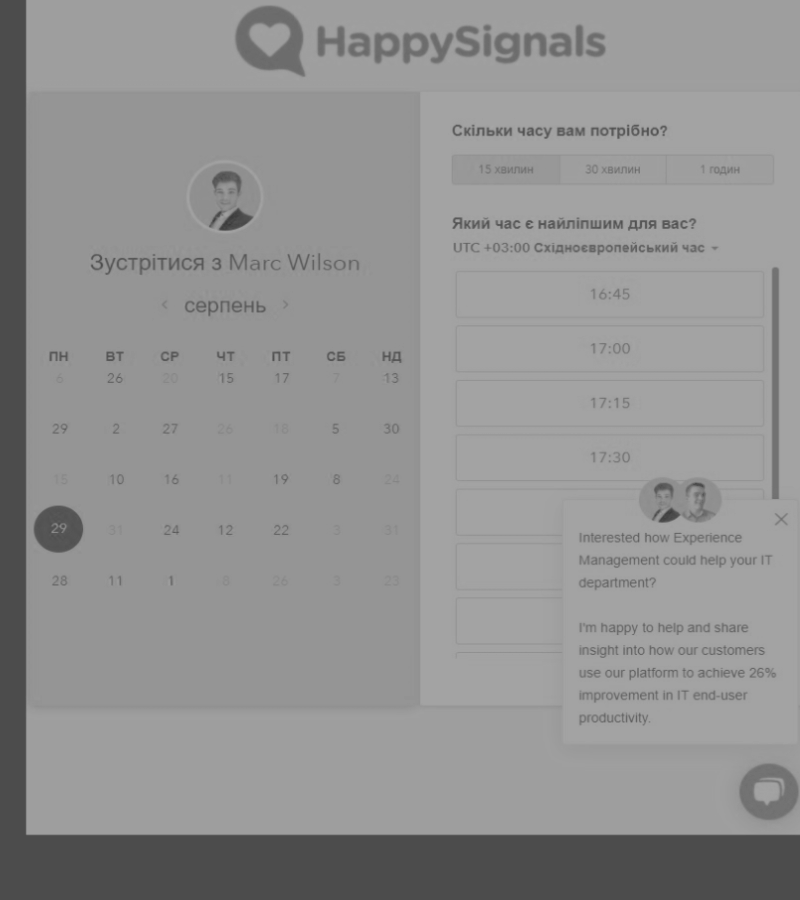 HappySignals
Зустрітися з Marc Wilson
< серпень >
ПН ВТ СР ЧТ ПТ СБ НД
6 26 20 15 17 7 13
29 2 27 26 18 5 30
15 10 16 11 19 8 24
29 31 24 12 22 3 31
28 11 1 8 26 3 23
Скільки часу вам потрібно?
15 хвилин 30 хвилин 1 годин
Який час є найліпшим для вас?
UTC +03:00 Східноєвропейський час
16:45
17:00
17:15
17:30
Interested how Experience
Management could help your IT
department?
I'm happy to help and share
insight into how our customers
use our platform to achieve 26%
improvement in IT end-user
productivity.